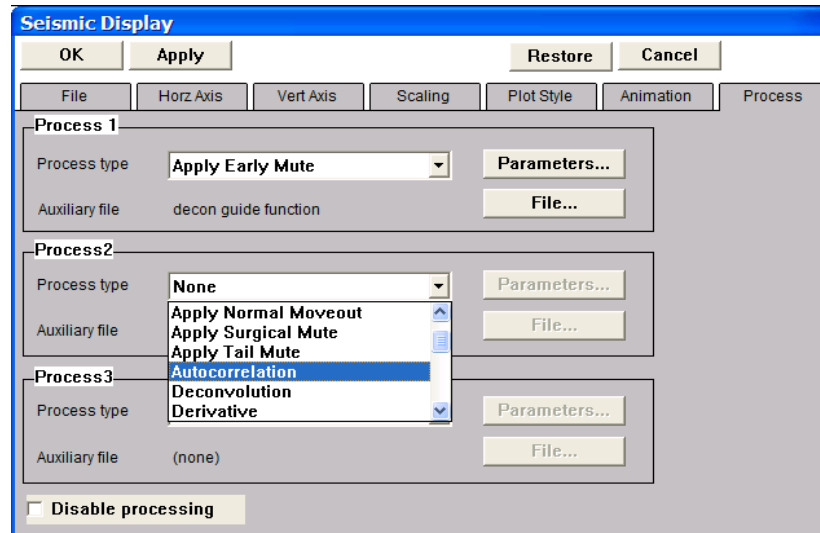 Seismic Display
OK Apply Restore Cancel
File Horz Axis Vert Axis Scaling Plot Style Animation Process
Process 1
Process type Apply Early Mute Parameters...
Auxiliary file decon guide function File...
Process2
Process type None Parameters...
Apply Normal Moveout
Auxiliary file Apply Surgical Mute File...
Apply Tail Mute
Autocorrelation
Process3
Deconvolution
Process type Derivative Parameters...
Auxiliary file (none) File...
Disable processing